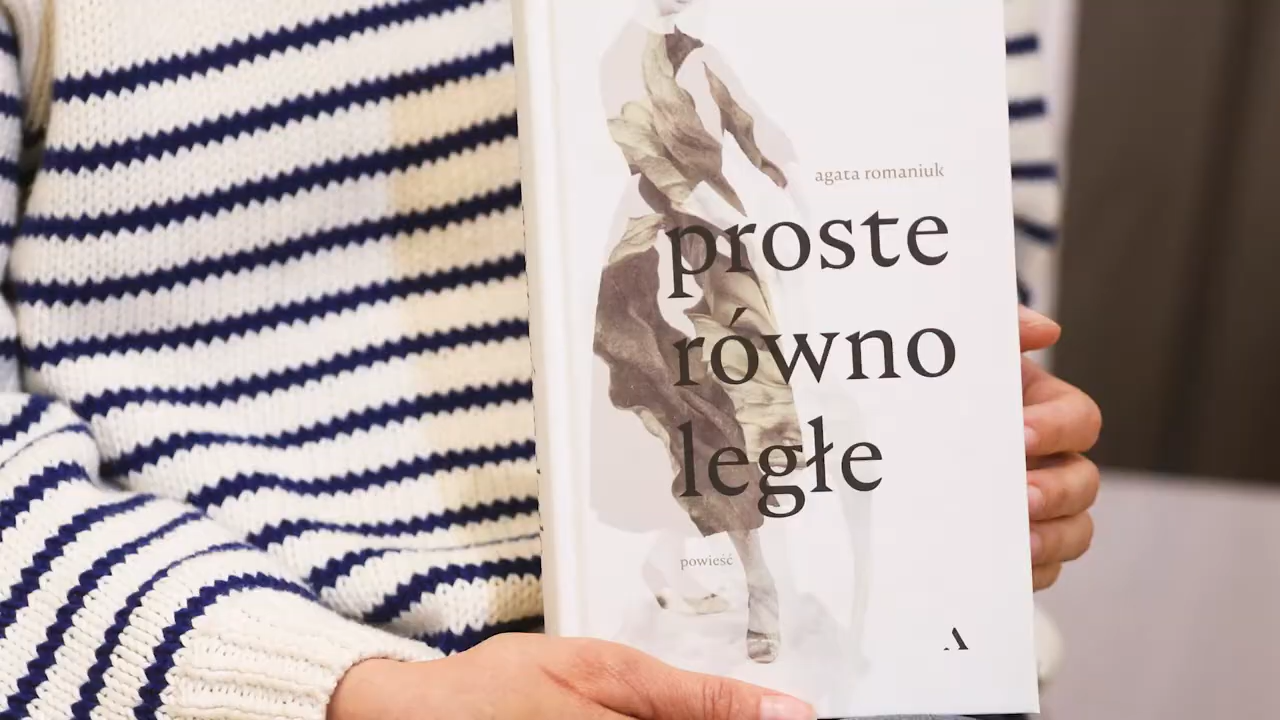 agata romaniuk
proste
równo
ległe
powieść